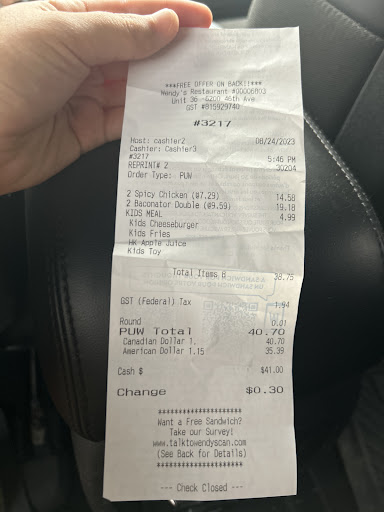 ***FREE OFFER ON BACK!!***
Wendy's Restaurant #00006803
Unit 36 -5200 46th Ave
GST #815929740
#3217
Host: cashier2 08/24/2023
Cashier: Cashier3
#3217 5:46 PM
REPRINT# 2 30204
Order Type: PUW
2 Spicy Chicken (@7.29) 14.58
2 Baconator Double (@9.59) 19.18
KIDS MEAL 4.99
Kids Cheeseburger
Kids Fries
HK Apple Juice
Kids Toy
Total Items 8 38.75
GST (Federal) Tax 1.94
Round 0.01
PUW Total 40.70
Canadian Dollar 1. 40.70
American Dollar 1.15 35.39
Cash $ $41.00
Change $0.30
*********************
Want a Free Sandwich?
Take our Survey!
www.talktowendyscan.com
(See Back for Details)
*********************
--- Check Closed ---